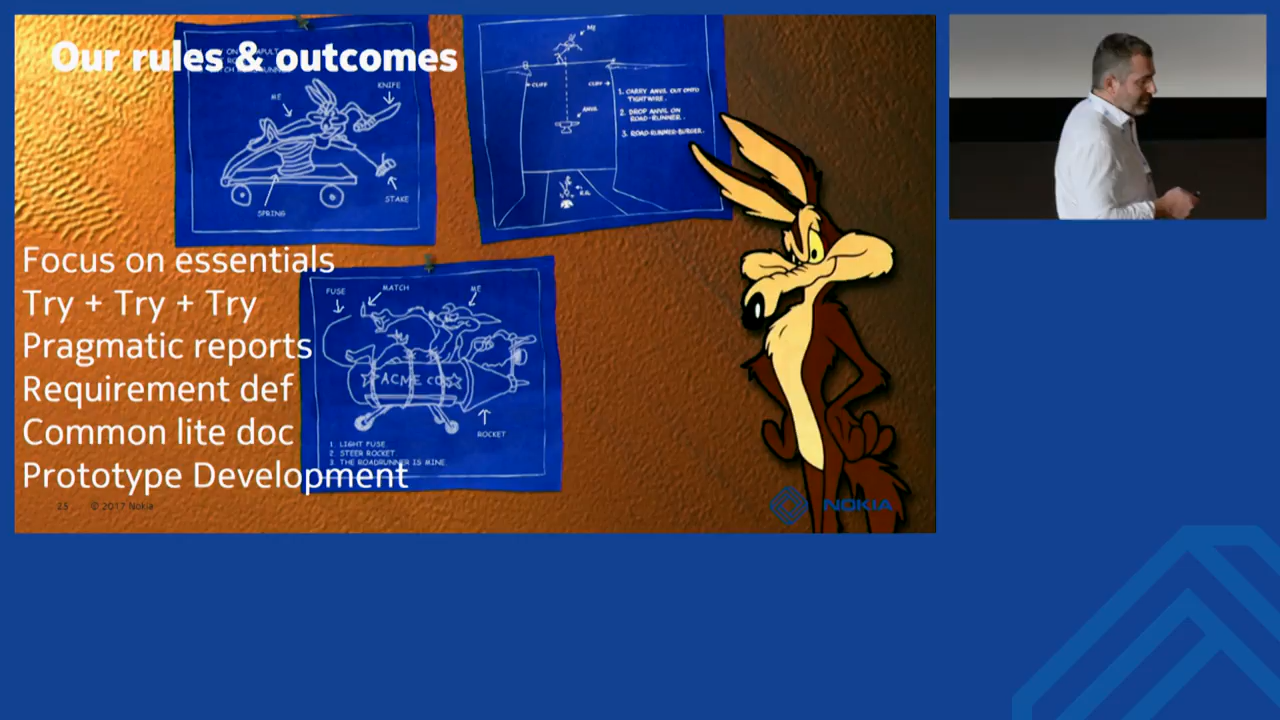 Our rules & outcomes
ME
KNIFE
SPRING
STAKE
ME
CLIFF
CLIFF
ANVIL
1. CARRY ANVIL OUT ONTO
TIGHTWIRE.
2. DROP ANVIL ON
ROAD-RUNNER.
3. ROAD-RUNNER-BURGER.
Focus on essentials
Try + Try + Try
Pragmatic reports
Requirement def
Common lite doc
Prototype Development
FUSE
MATCH
ME
ACME CO
ROCKET
1. LIGHT FUSE.
2. STEER ROCKET.
3. THE ROADRUNNER IS MINE.
25 © 2017 Nokia
NOKIA